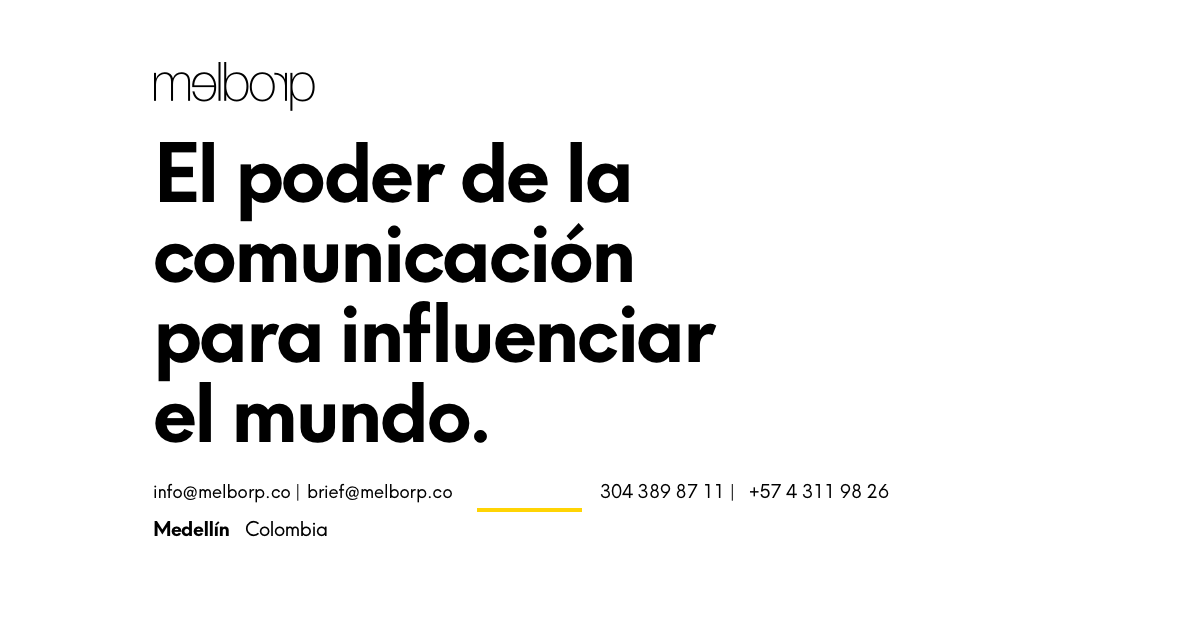 melborp
El poder de la
comunicación
para influenciar
el mundo.
info@melborp.co | brief@melborp.co 304 389 87 11 | +57 4 311 98 26
Medellín Colombia